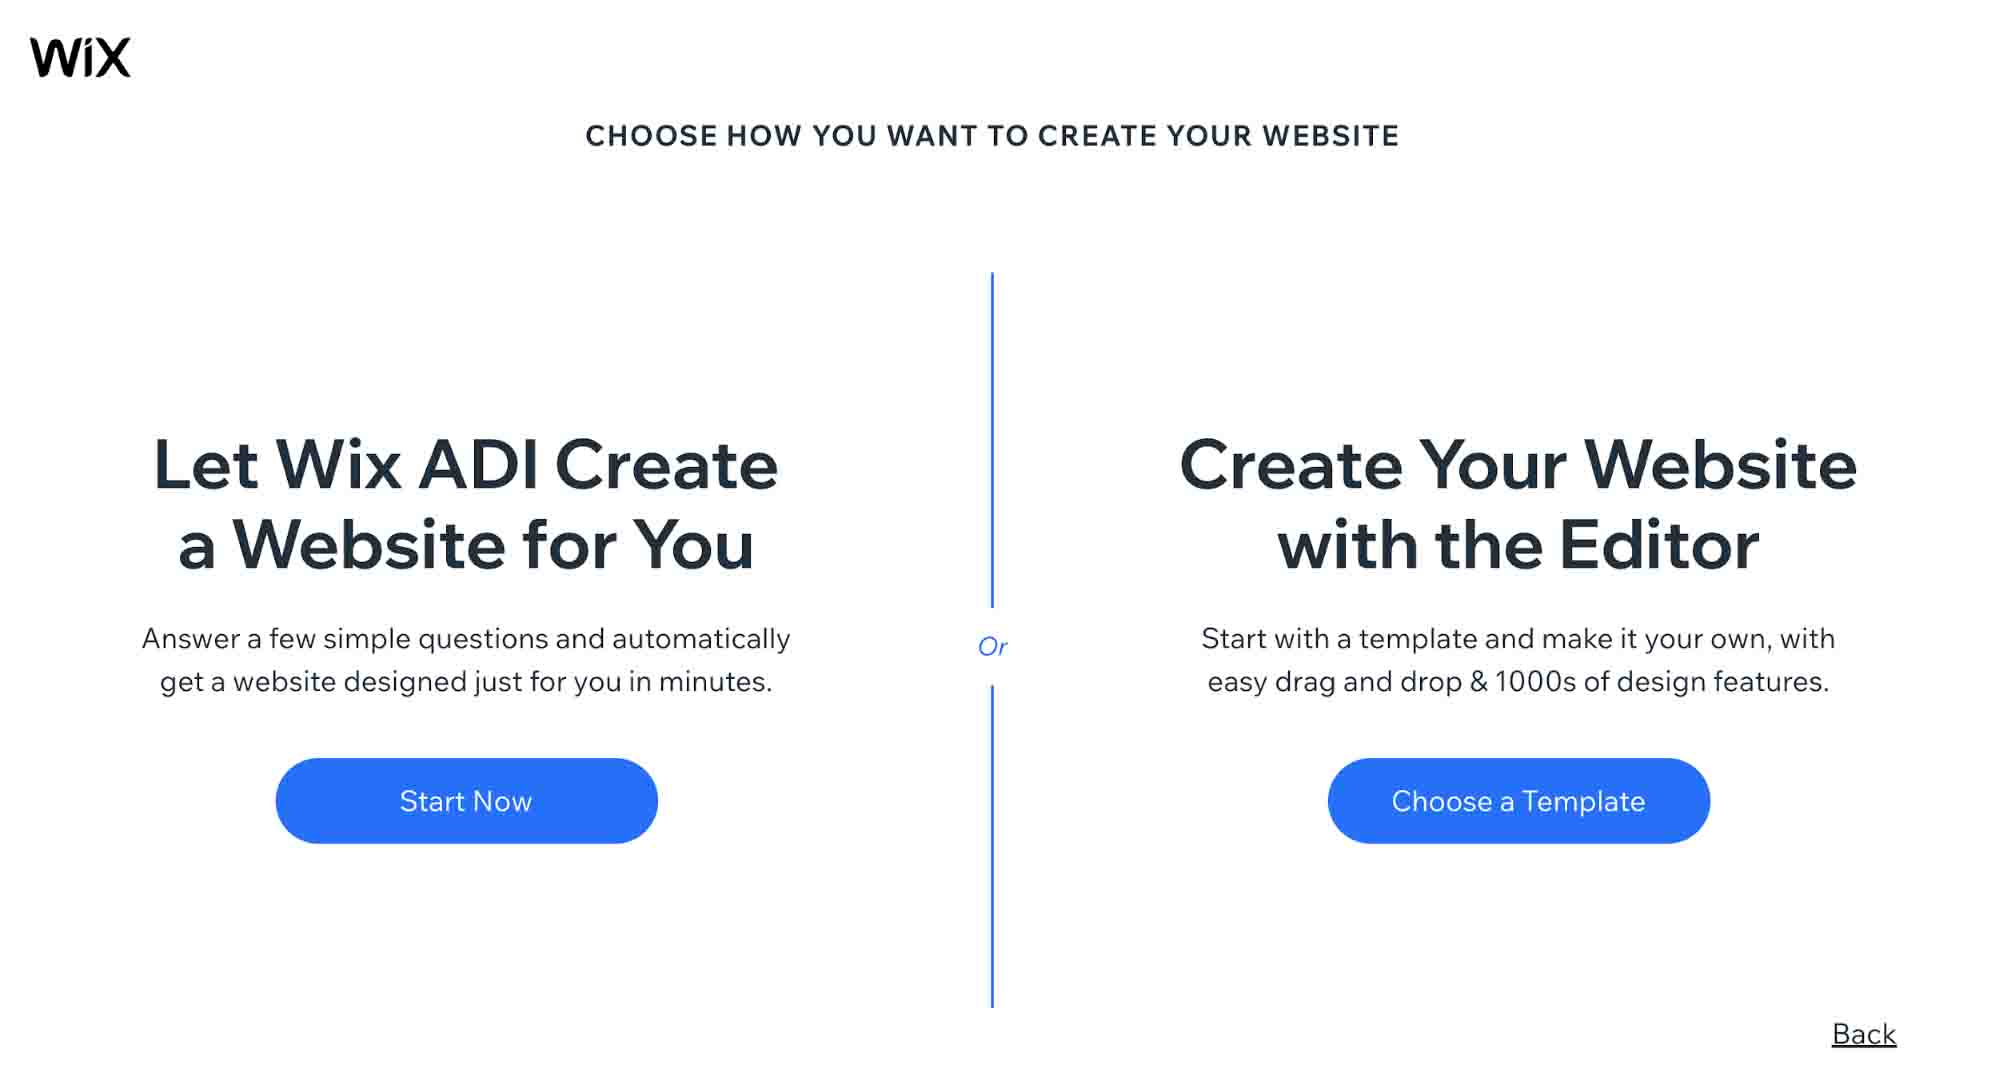 WiX
CHOOSE HOW YOU WANT TO CREATE YOUR WEBSITE
Let Wix ADI Create
a Website for You
Answer a few simple questions and automatically
get a website designed just for you in minutes.
Start Now
Or
Create Your Website
with the Editor
Start with a template and make it your own, with
easy drag and drop & 1000s of design features.
Choose a Template
Back